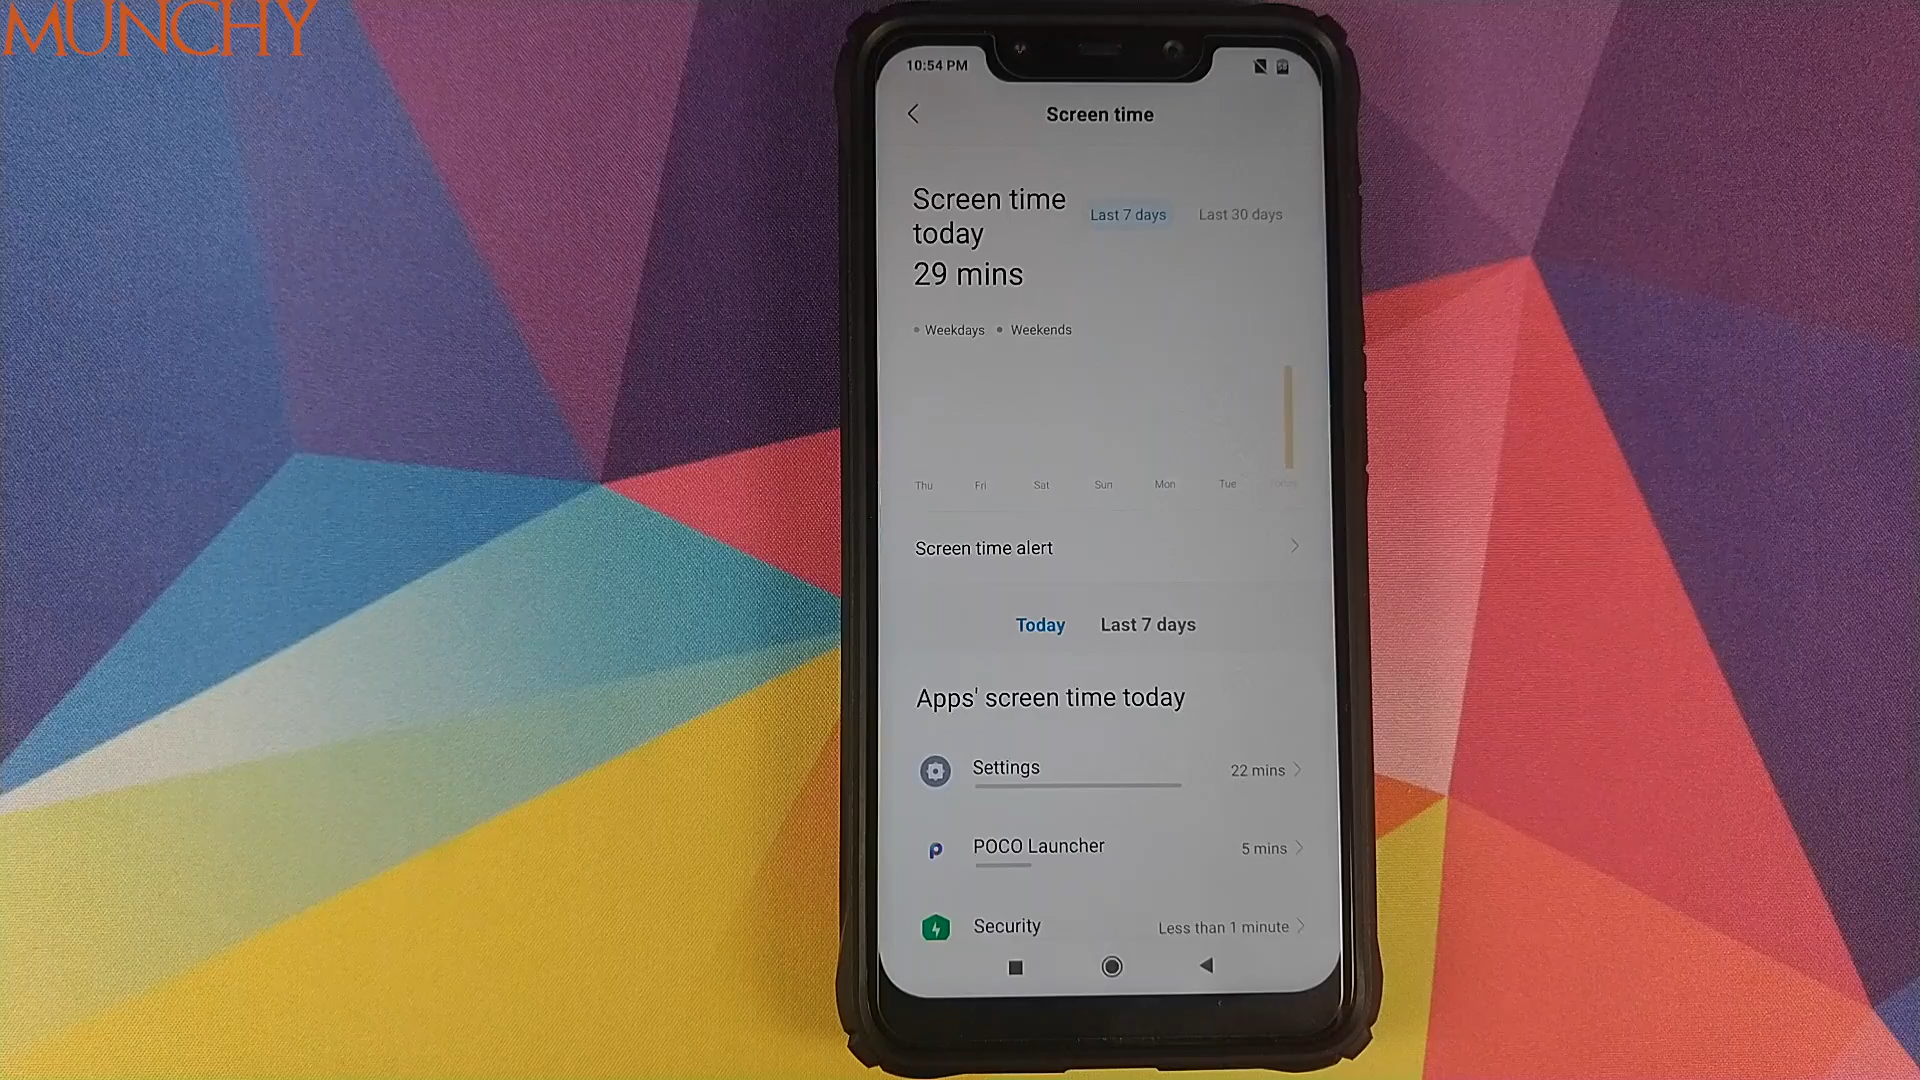 MUNCHY
10:54 PM
Screen time
Screen time today
Last 7 days
Last 30 days
29 mins
Weekdays
Weekends
Thu Fri Sat Sun Mon Tue Today
Screen time alert
Today Last 7 days
Apps' screen time today
Settings 22 mins
POCO Launcher 5 mins
Security Less than 1 minute